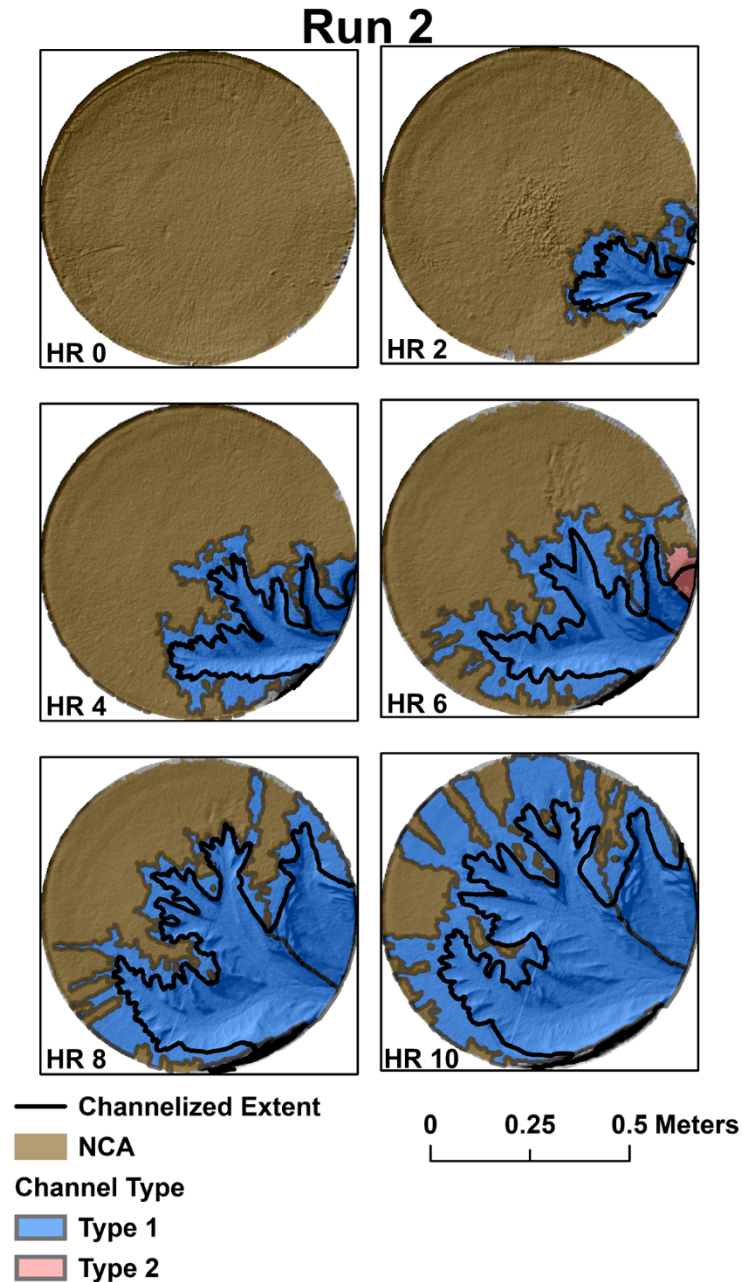 Run 2
HR 0
HR 2
HR 4
HR 6
HR 8
HR 10
Channelized Extent
NCA
Channel Type
Type 1
Type 2
0 0.25 0.5 Meters